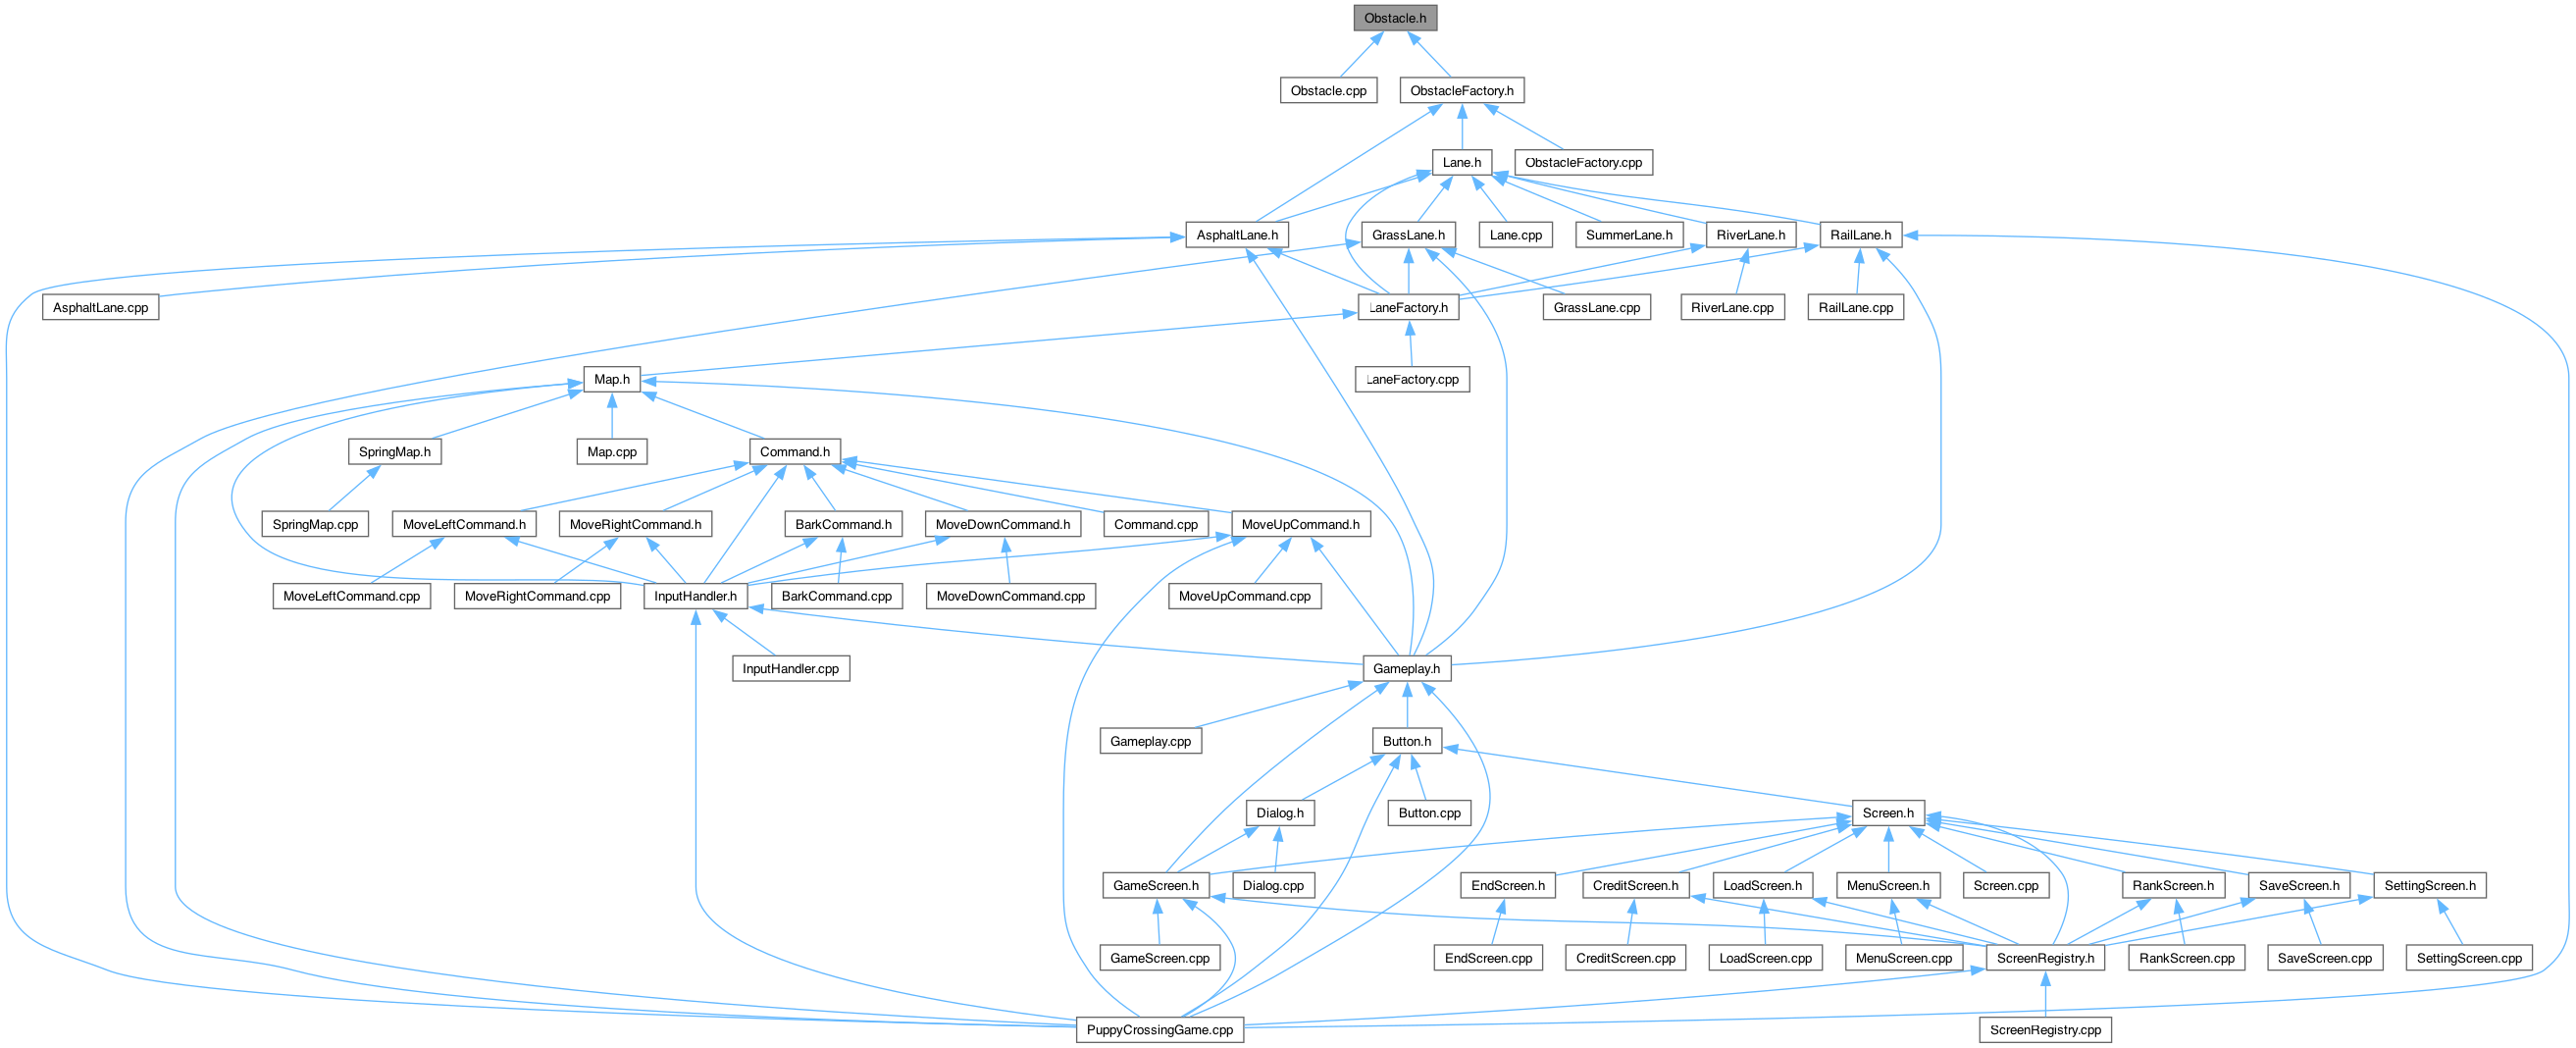 Obstacle.h
Obstacle.cpp
ObstacleFactory.h
Lane.h
ObstacleFactory.cpp
AsphaltLane.h
GrassLane.h
Lane.cpp
SummerLane.h
RiverLane.h
RailLane.h
AsphaltLane.cpp
LaneFactory.h
GrassLane.cpp
RiverLane.cpp
RailLane.cpp
Map.h
LaneFactory.cpp
SpringMap.h
Map.cpp
Command.h
SpringMap.cpp
MoveLeftCommand.h
MoveRightCommand.h
BarkCommand.h
MoveDownCommand.h
Command.cpp
MoveUpCommand.h
MoveLeftCommand.cpp
MoveRightCommand.cpp
InputHandler.h
BarkCommand.cpp
MoveDownCommand.cpp
MoveUpCommand.cpp
InputHandler.cpp
Gameplay.h
Gameplay.cpp
Button.h
Dialog.h
Button.cpp
Screen.h
GameScreen.h
Dialog.cpp
EndScreen.h
CreditScreen.h
LoadScreen.h
MenuScreen.h
Screen.cpp
RankScreen.h
SaveScreen.h
SettingScreen.h
GameScreen.cpp
EndScreen.cpp
CreditScreen.cpp
LoadScreen.cpp
MenuScreen.cpp
ScreenRegistry.h
RankScreen.cpp
SaveScreen.cpp
SettingScreen.cpp
PuppyCrossingGame.cpp
ScreenRegistry.cpp